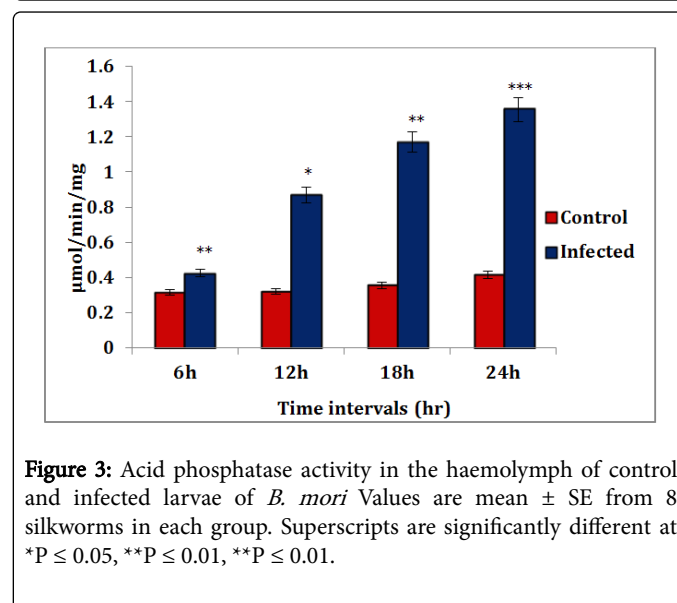 1.6
1.4
1.2
1
0.8
0.6
0.4
0.2
0
µmol/min/mg
**
*
**
***
Control
Infected
6h 12h 18h 24h
Time intervals (hr)
Figure 3: Acid phosphatase activity in the haemolymph of control
and infected larvae of B. mori Values are mean ± SE from 8
silkworms in each group. Superscripts are significantly different at
*P ≤ 0.05, **P ≤ 0.01, **P ≤ 0.01.